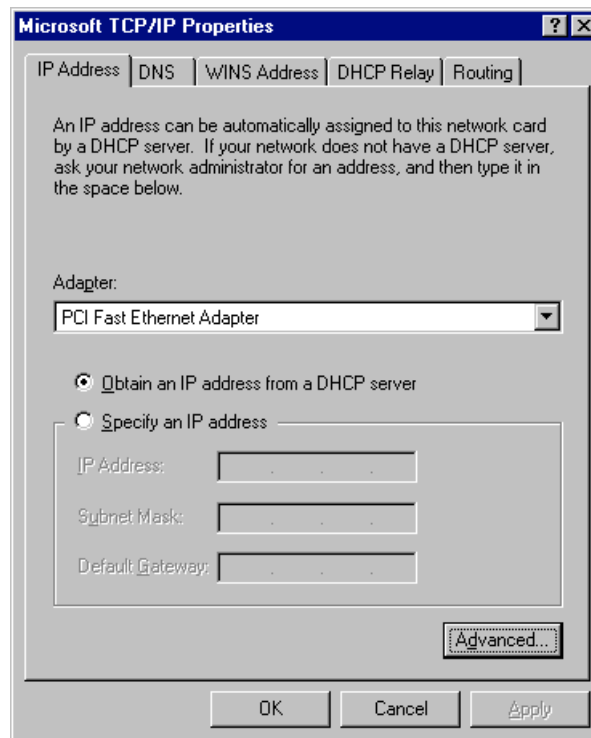 Microsoft TCP/IP Properties
IP Address DNS WINS Address DHCP Relay Routing
An IP address can be automatically assigned to this network card
by a DHCP server. If your network does not have a DHCP server,
ask your network administrator for an address, and then type it in
the space below.
Adapter:
PCI Fast Ethernet Adapter
Obtain an IP address from a DHCP server
Specify an IP address
IP Address:
Subnet Mask:
Default Gateway:
Advanced...
OK Cancel Apply